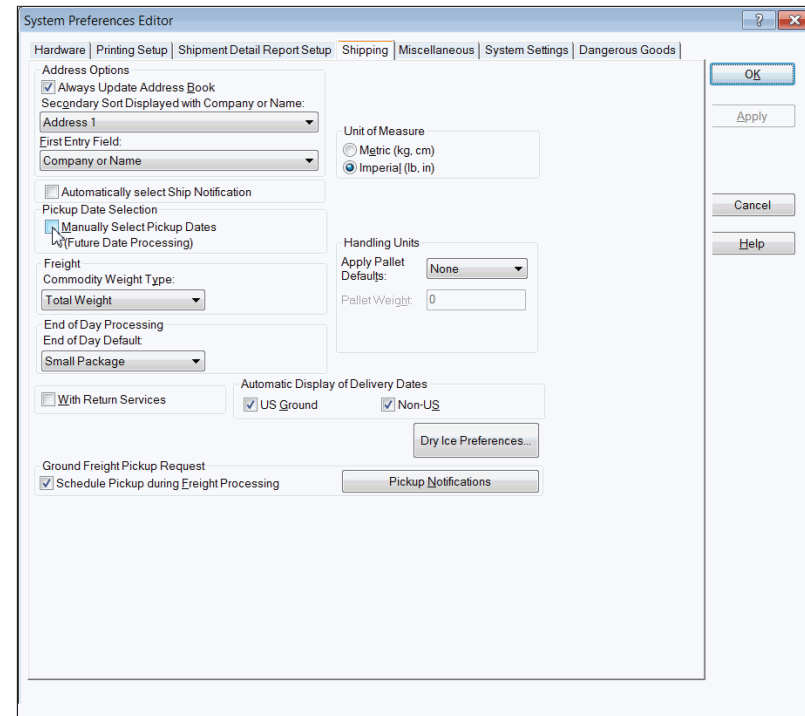 System Preferences Editor
Hardware
Printing Setup
Shipment Detail Report Setup
Shipping
Miscellaneous
System Settings
Dangerous Goods
Address Options
Always Update Address Book
Secondary Sort Displayed with Company or Name:
Address 1
First Entry Field:
Company or Name
Automatically select Ship Notification
Pickup Date Selection
Manually Select Pickup Dates
(Future Date Processing)
Freight
Commodity Weight Type:
Total Weight
End of Day Processing
End of Day Default:
Small Package
With Return Services
Unit of Measure
Metric (kg, cm)
Imperial (lb, in)
Handling Units
Apply Pallet
Defaults:
None
Pallet Weight:
0
Automatic Display of Delivery Dates
US Ground
Non-US
Dry Ice Preferences...
Ground Freight Pickup Request
Schedule Pickup during Freight Processing
Pickup Notifications
OK
Apply
Cancel
Help